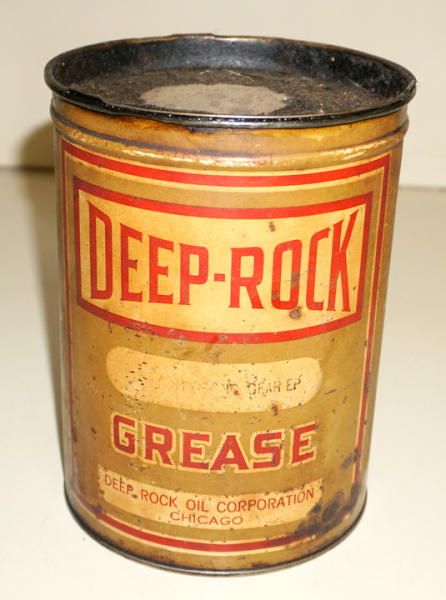 DEEP-ROCK
GEAR EP
GREASE
DEEP ROCK OIL CORPORATION
CHICAGO